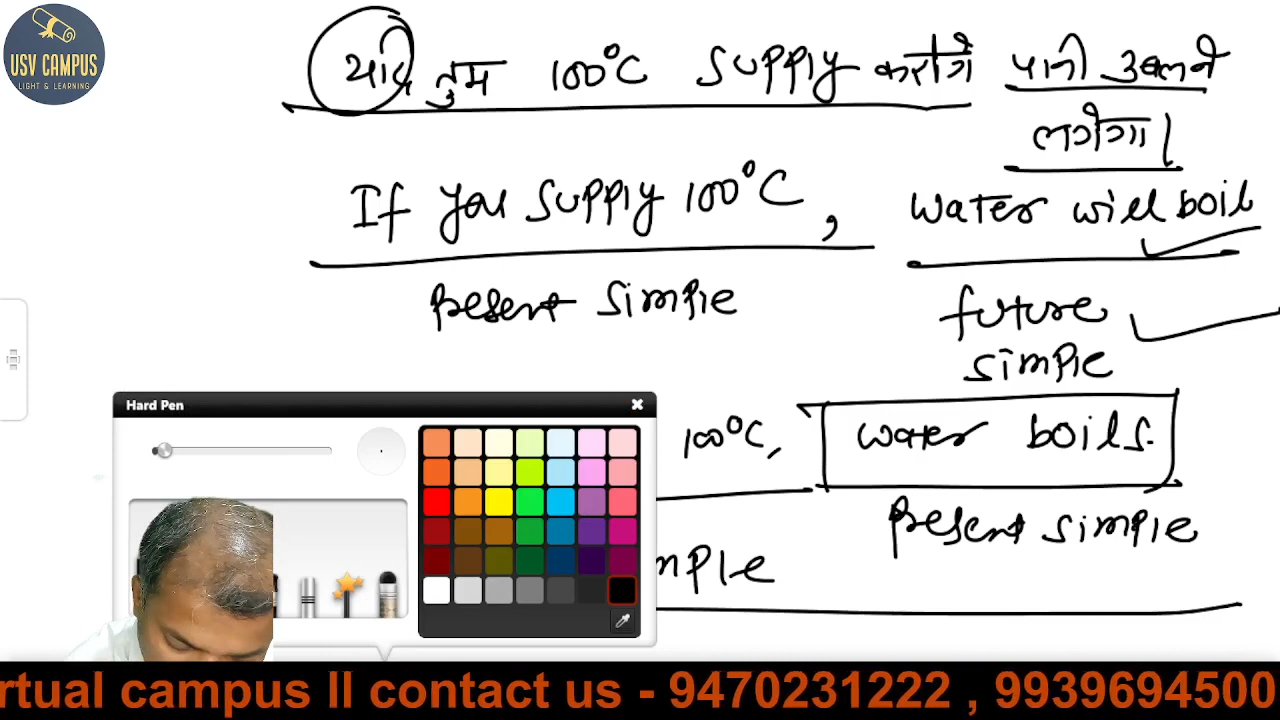 USV CAMPUS
LIGHT & LEARNING
यदि तुम 100°C supply करोगे पानी उबलने
लगेगा।
If you supply 100°C, water will boil
Present simple future
simple
Hard Pen
100°C, water boils.
Present simple
mple
rtual campus II contact us - 9470231222 , 9939694500